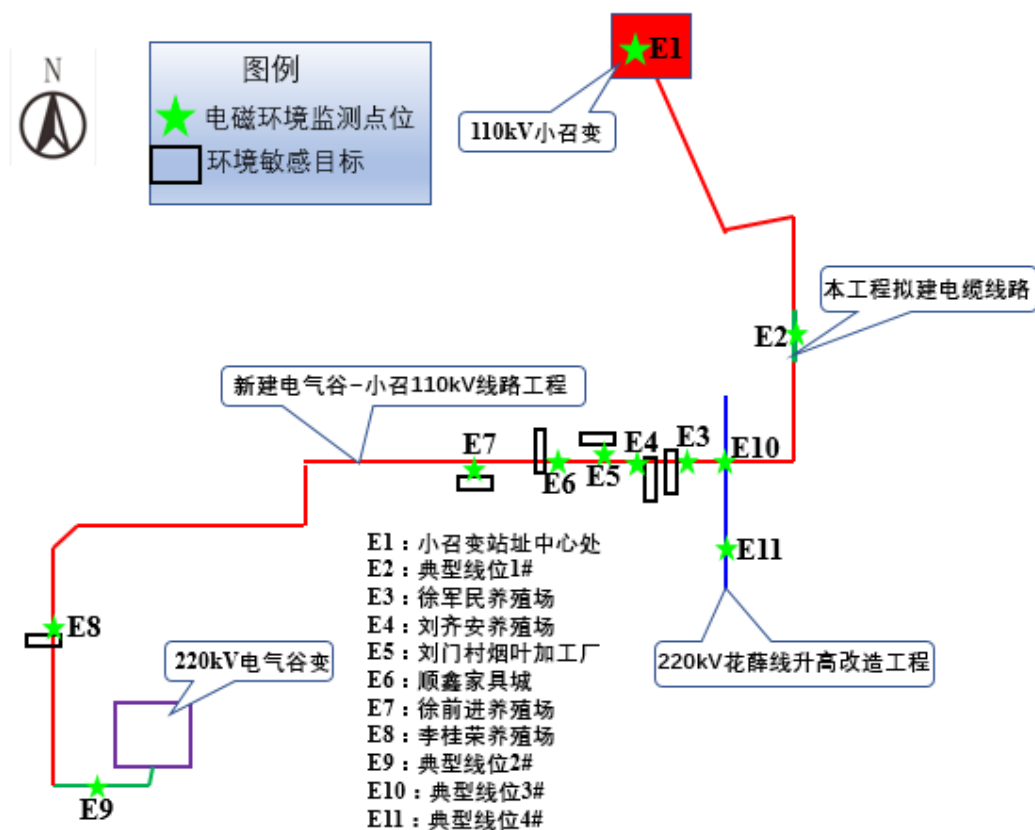 N
图例
电磁环境监测点位
环境敏感目标
E1
110kV小召变
本工程拟建电缆线路
E2
新建电气谷-小召110kV线路工程
E7
E6
E5
E4
E3
E10
E11
E8
220kV电气谷变
E9
220kV花薛线升高改造工程
E1：小召变站址中心处
E2：典型线位1#
E3：徐军民养殖场
E4：刘齐安养殖场
E5：刘门村烟叶加工厂
E6：顺鑫家具城
E7：徐前进养殖场
E8：李桂荣养殖场
E9：典型线位2#
E10：典型线位3#
E11：典型线位4#